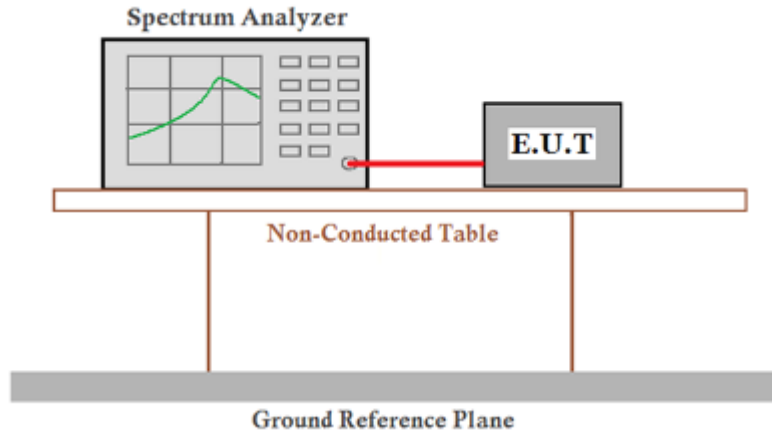 Spectrum Analyzer
E.U.T
Non-Conducted Table
Ground Reference Plane